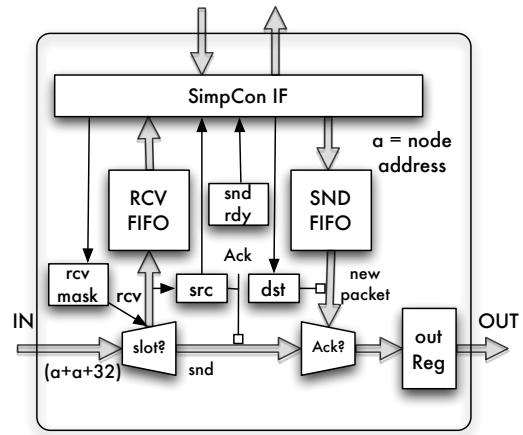 SimpCon IF
a = node
address
RCV
FIFO
snd
rdy
SND
FIFO
Ack
rcv
mask
rcv
src
dst
new
packet
IN
slot?
Ack?
out
Reg
OUT
(a+a+32)
snd